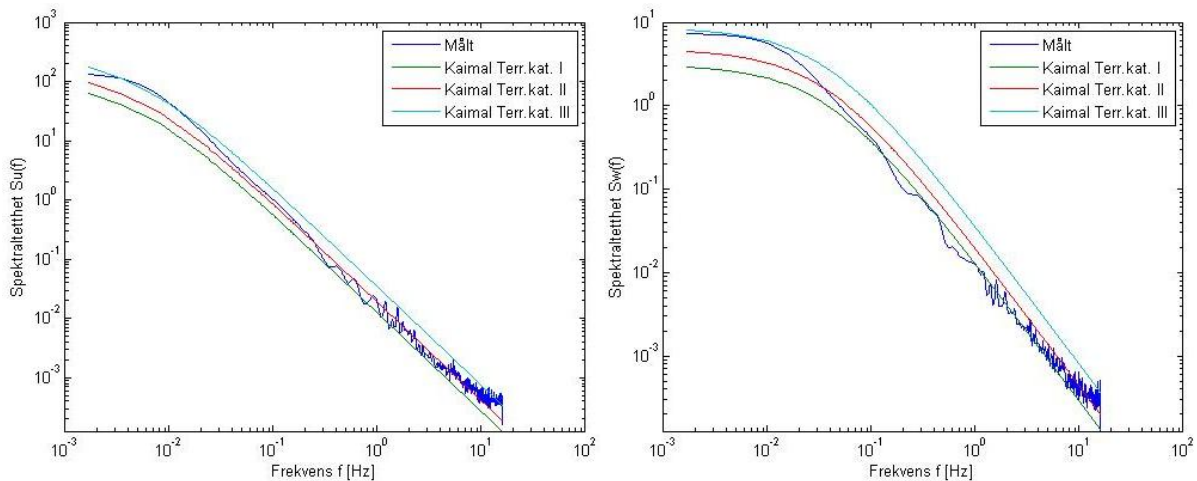 10^3
10^2
10^1
10^0
10^-1
10^-2
10^-3
Spektraltetthet Su(f)
10^-3
10^-2
10^-1
10^0
10^1
10^2
Frekvens f [Hz]
Målt
Kaimal Terr.kat. I
Kaimal Terr.kat. II
Kaimal Terr.kat. III
10^1
10^0
10^-1
10^-2
10^-3
Spektraltetthet Sw(f)
10^-3
10^-2
10^-1
10^0
10^1
10^2
Frekvens f [Hz]
Målt
Kaimal Terr.kat. I
Kaimal Terr.kat. II
Kaimal Terr.kat. III